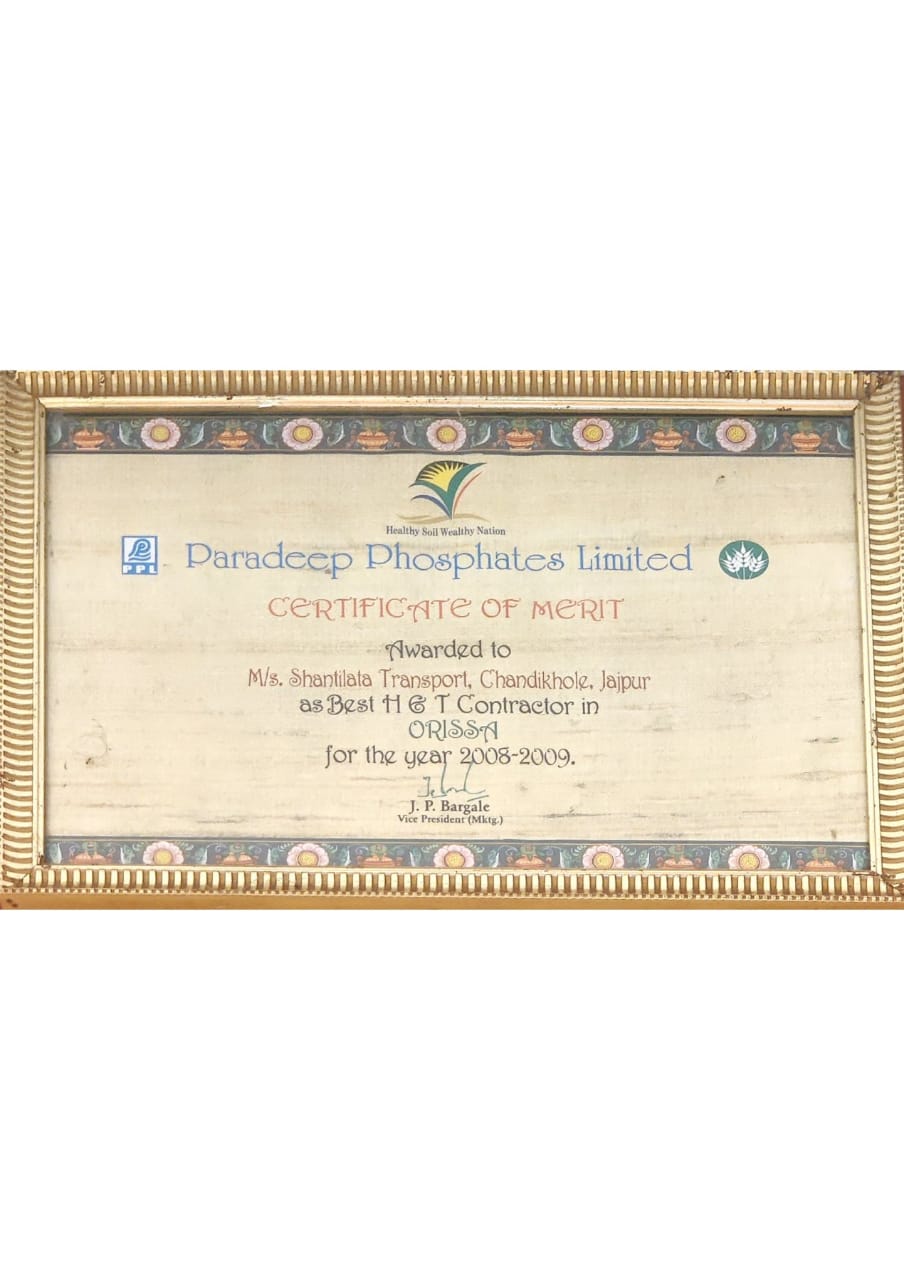 Healthy Soil Wealthy Nation
PPL
Paradeep Phosphates Limited
CERTIFICATE OF MERIT
Awarded to
M/s. Shantilata Transport, Chandikhole, Jajpur
as Best H & T Contractor in
ORISSA
for the year 2008-2009.
J. P. Bargale
Vice President (Mktg.)